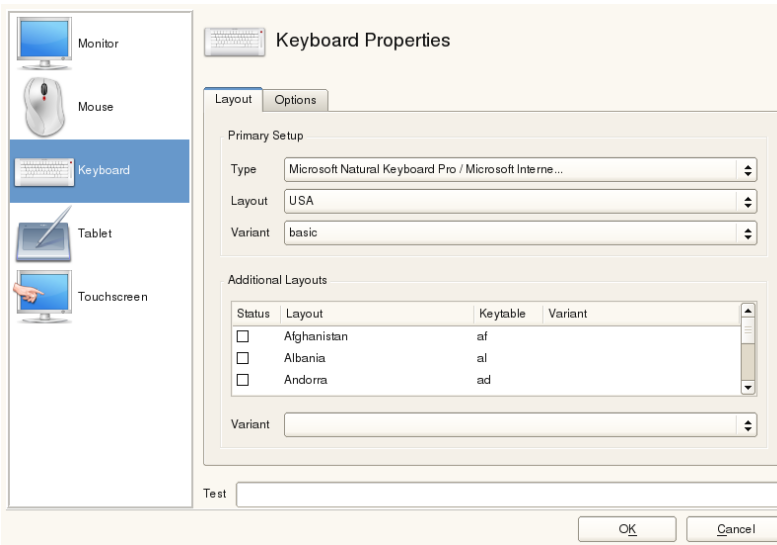 Monitor
Mouse
Keyboard
Tablet
Touchscreen
Keyboard Properties
Layout Options
Primary Setup
Type Microsoft Natural Keyboard Pro / Microsoft Interne...
Layout USA
Variant basic
Additional Layouts
Status Layout Keytable Variant
Afghanistan af
Albania al
Andorra ad
Variant
Test
OK Cancel